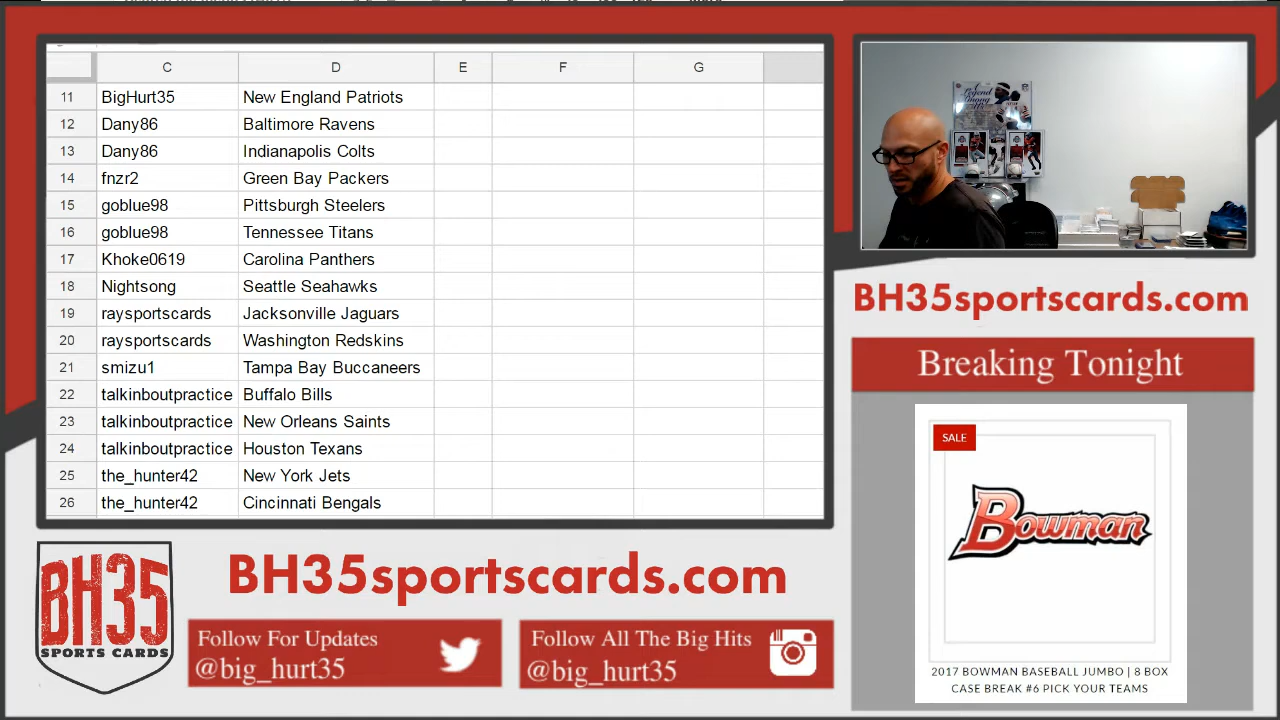 C D E F G
11 BigHurt35 New England Patriots
12 Dany86 Baltimore Ravens
13 Dany86 Indianapolis Colts
14 fnzr2 Green Bay Packers
15 goblue98 Pittsburgh Steelers
16 goblue98 Tennessee Titans
17 Khoke0619 Carolina Panthers
18 Nightsong Seattle Seahawks
19 raysportscards Jacksonville Jaguars
20 raysportscards Washington Redskins
21 smizu1 Tampa Bay Buccaneers
22 talkinboutpractice Buffalo Bills
23 talkinboutpractice New Orleans Saints
24 talkinboutpractice Houston Texans
25 the_hunter42 New York Jets
26 the_hunter42 Cincinnati Bengals
Legend
BH35sportscards.com
Breaking Tonight
SALE
Bowman
2017 BOWMAN BASEBALL JUMBO | 8 BOX
CASE BREAK #6 PICK YOUR TEAMS
BH35
SPORTS CARDS
BH35sportscards.com
Follow For Updates
@big_hurt35
Follow All The Big Hits
@big_hurt35